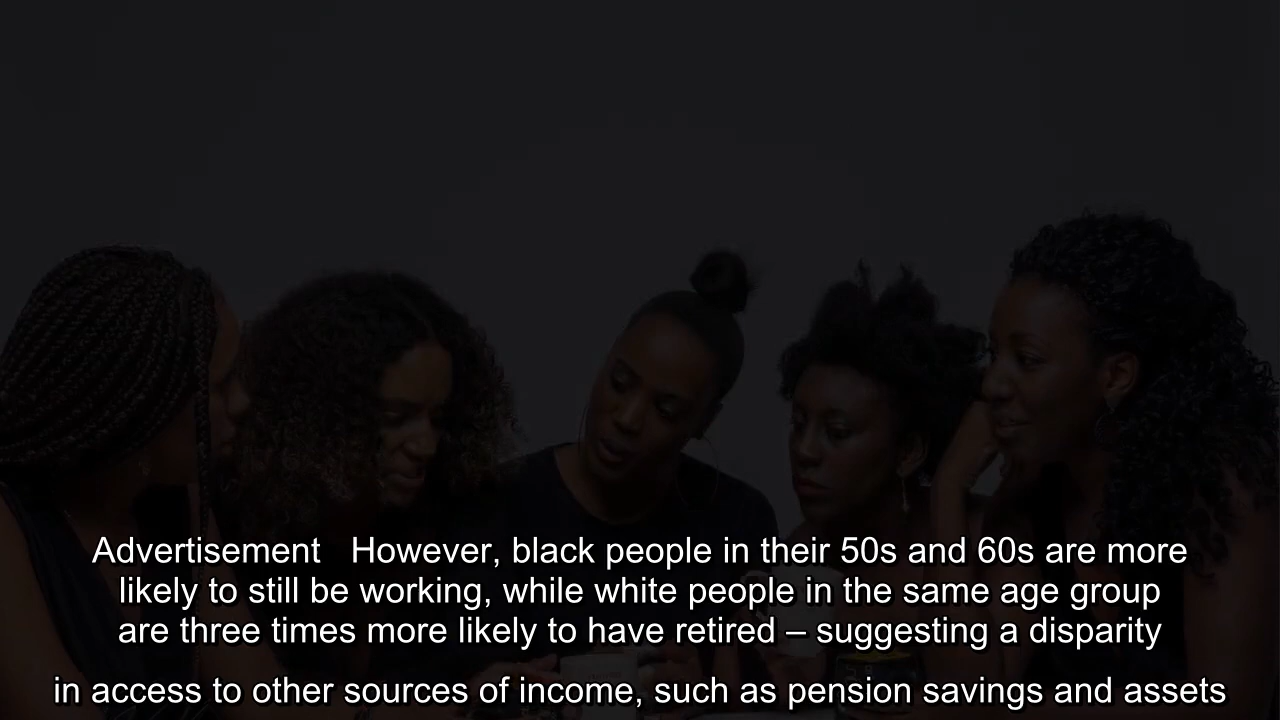 Advertisement   However, black people in their 50s and 60s are more
likely to still be working, while white people in the same age group
are three times more likely to have retired – suggesting a disparity
in access to other sources of income, such as pension savings and assets